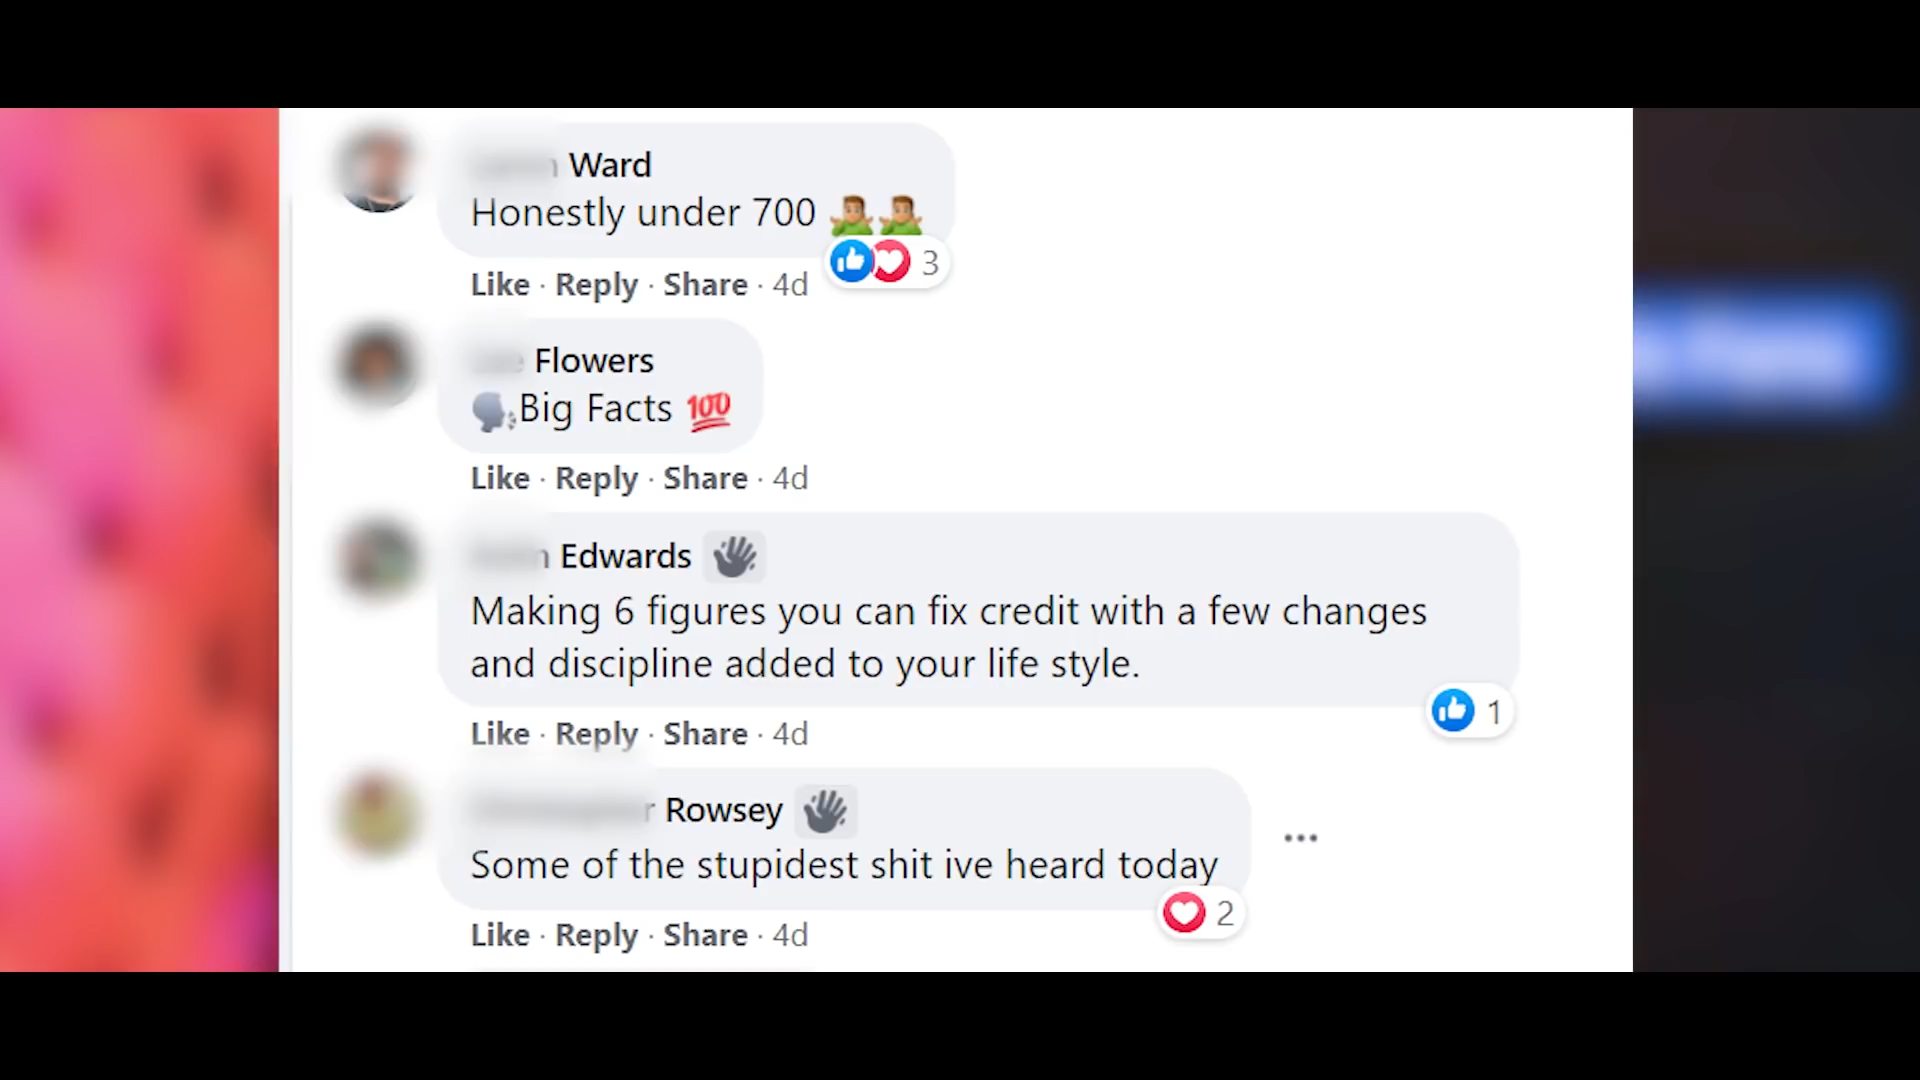 Ward
Honestly under 700 🤷🏼‍♂️🤷🏼‍♂️
3
Like · Reply · Share · 4d
Flowers
🗣Big Facts 💯
Like · Reply · Share · 4d
Edwards 👋
Making 6 figures you can fix credit with a few changes
and discipline added to your life style.
1
Like · Reply · Share · 4d
Rowsey 👋
Some of the stupidest shit ive heard today
2
Like · Reply · Share · 4d